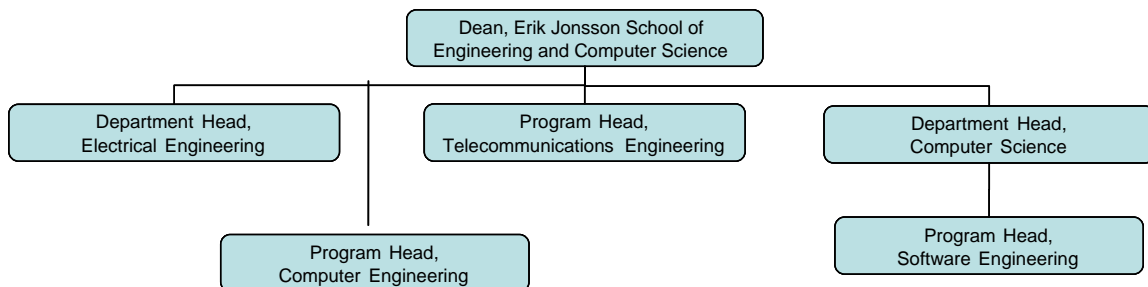 Dean, Erik Jonsson School of
Engineering and Computer Science
Department Head,
Electrical Engineering
Program Head,
Telecommunications Engineering
Department Head,
Computer Science
Program Head,
Computer Engineering
Program Head,
Software Engineering